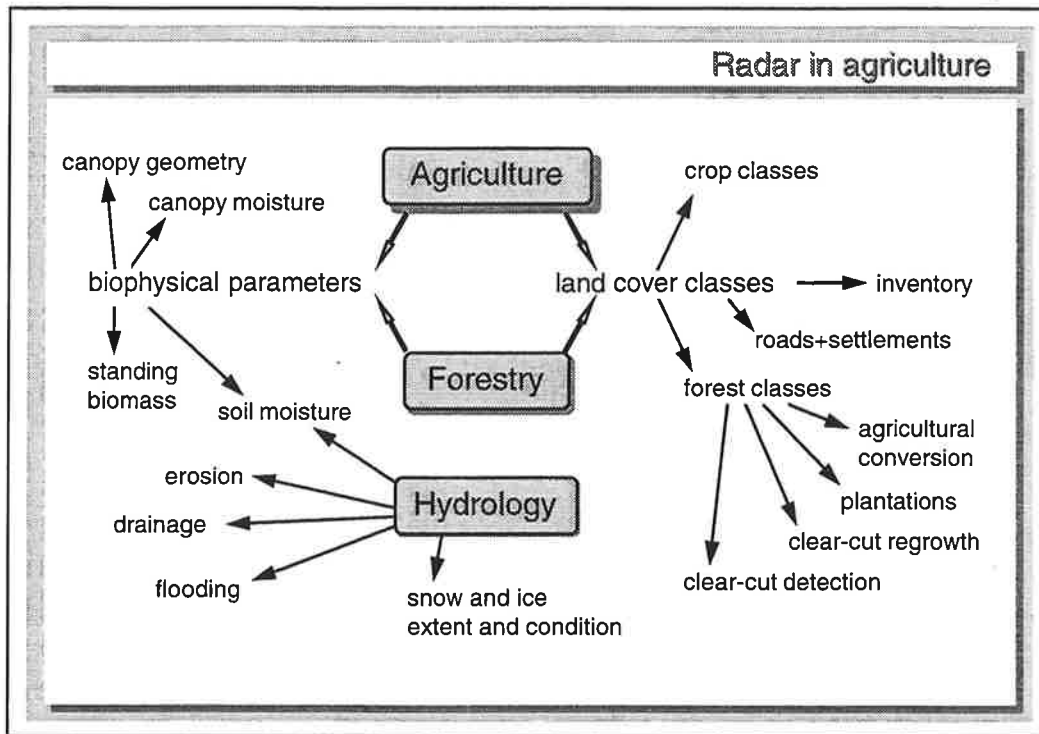 Radar in agriculture
canopy geometry
canopy moisture
biophysical parameters
standing
biomass
soil moisture
Agriculture
Forestry
land cover classes
crop classes
inventory
roads+settlements
forest classes
agricultural
conversion
plantations
clear-cut regrowth
clear-cut detection
Hydrology
erosion
drainage
flooding
snow and ice
extent and condition